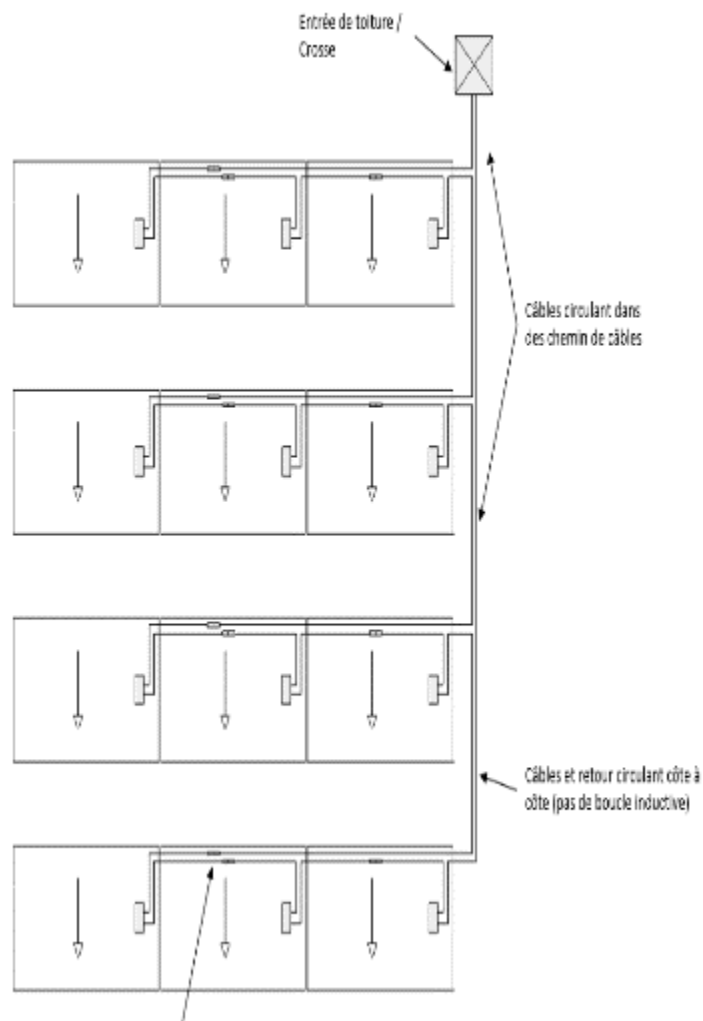 Entrée de toiture /
Crosse
Câbles circulant dans
des chemin de câbles
Câbles et retour circulant côte à
côte (pas de boucle inductive)